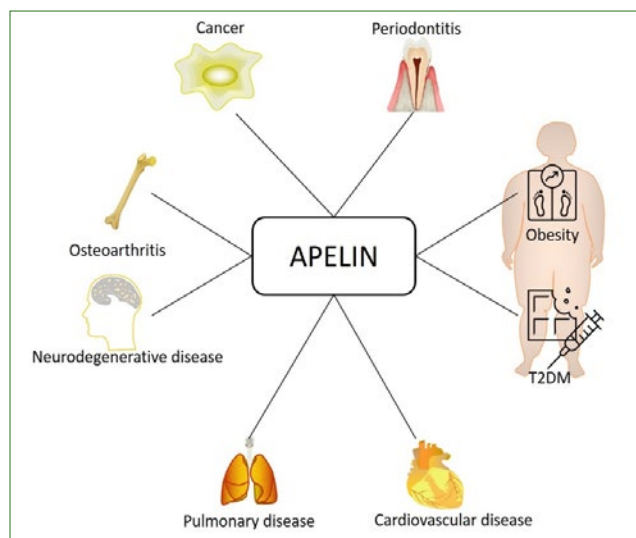 Cancer
Periodontitis
Osteoarthritis
APELIN
Obesity
Neurodegenerative disease
T2DM
Pulmonary disease
Cardiovascular disease